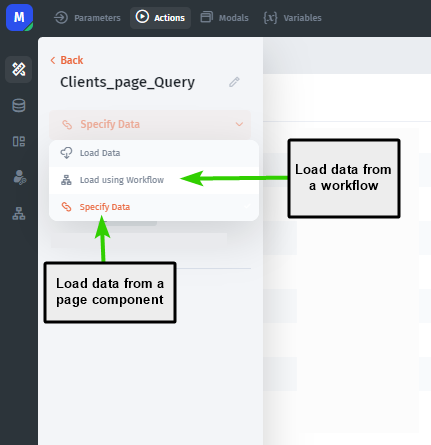 M
Parameters
Actions
Modals
{x} Variables
Back
Clients_page_Query
Specify Data
Load Data
Load using Workflow
Specify Data
Load data from
a workflow
Load data from a
page component